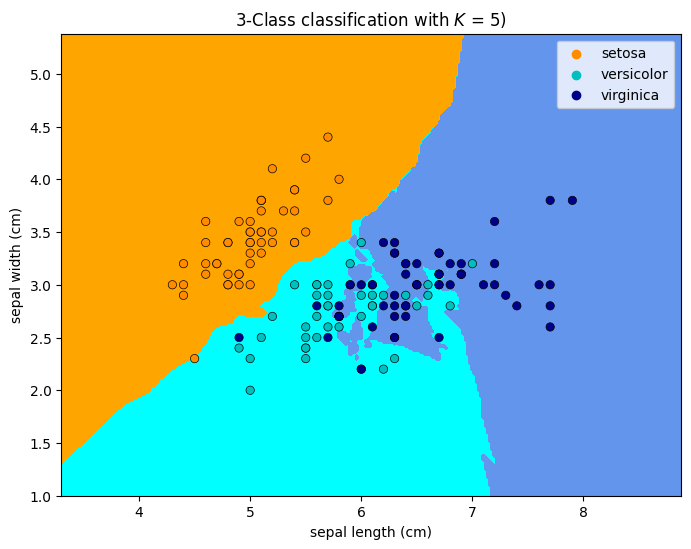 3-Class classification with K = 5)
setosa
versicolor
virginica
5.0
4.5
4.0
3.5
3.0
2.5
2.0
1.5
1.0
sepal width (cm)
4 5 6 7 8
sepal length (cm)